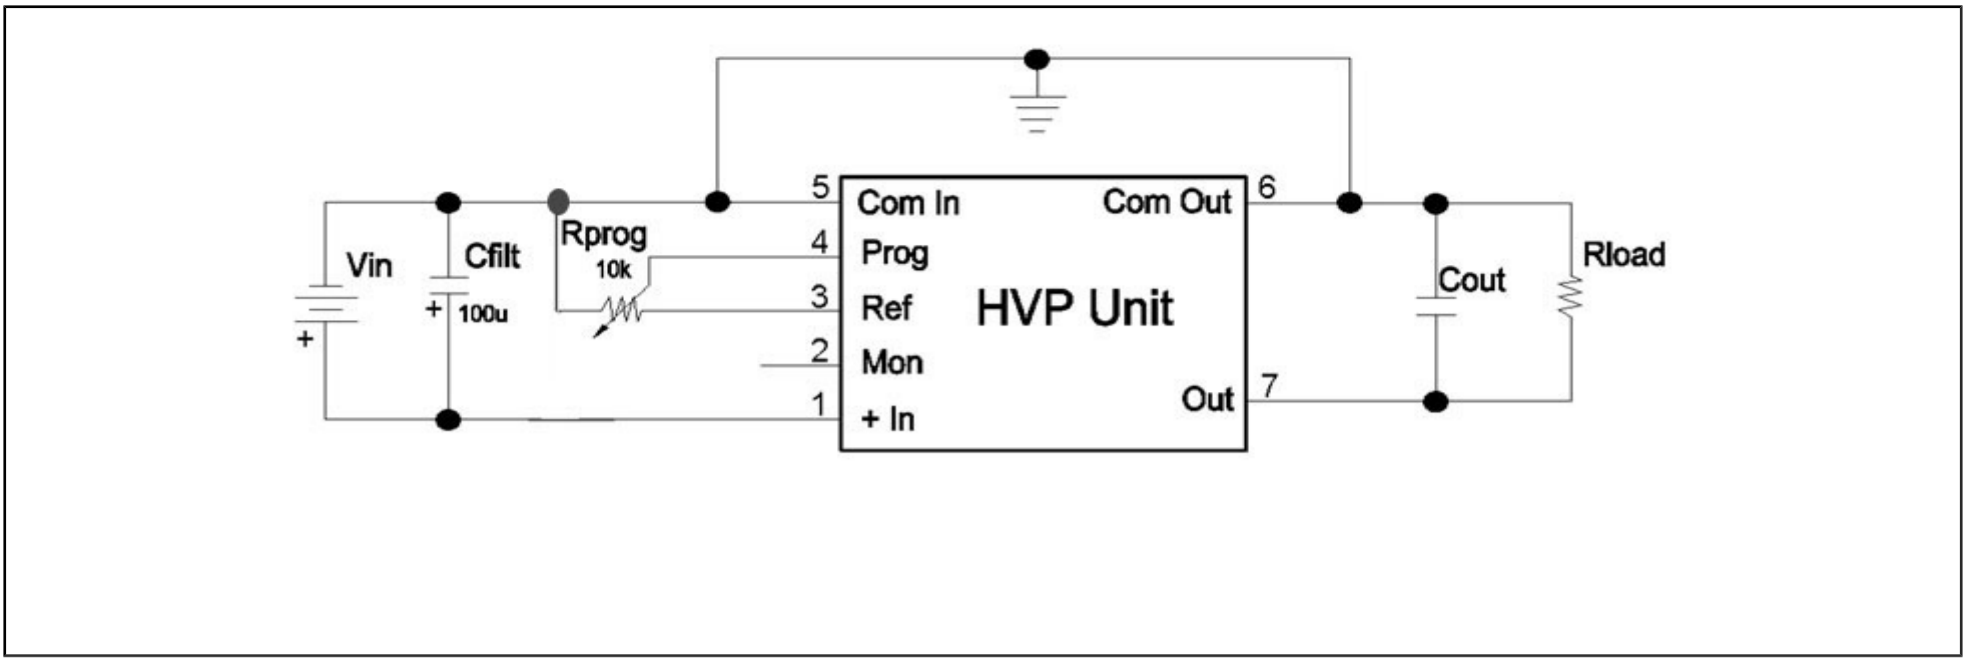 5
6
Com In
Com Out
Rprog
4
Prog
Cfilt
Vin
10k
Rload
Cout
3
Ref
HVP Unit
+
100u
+
2
Mon
7
Out
1
+ In